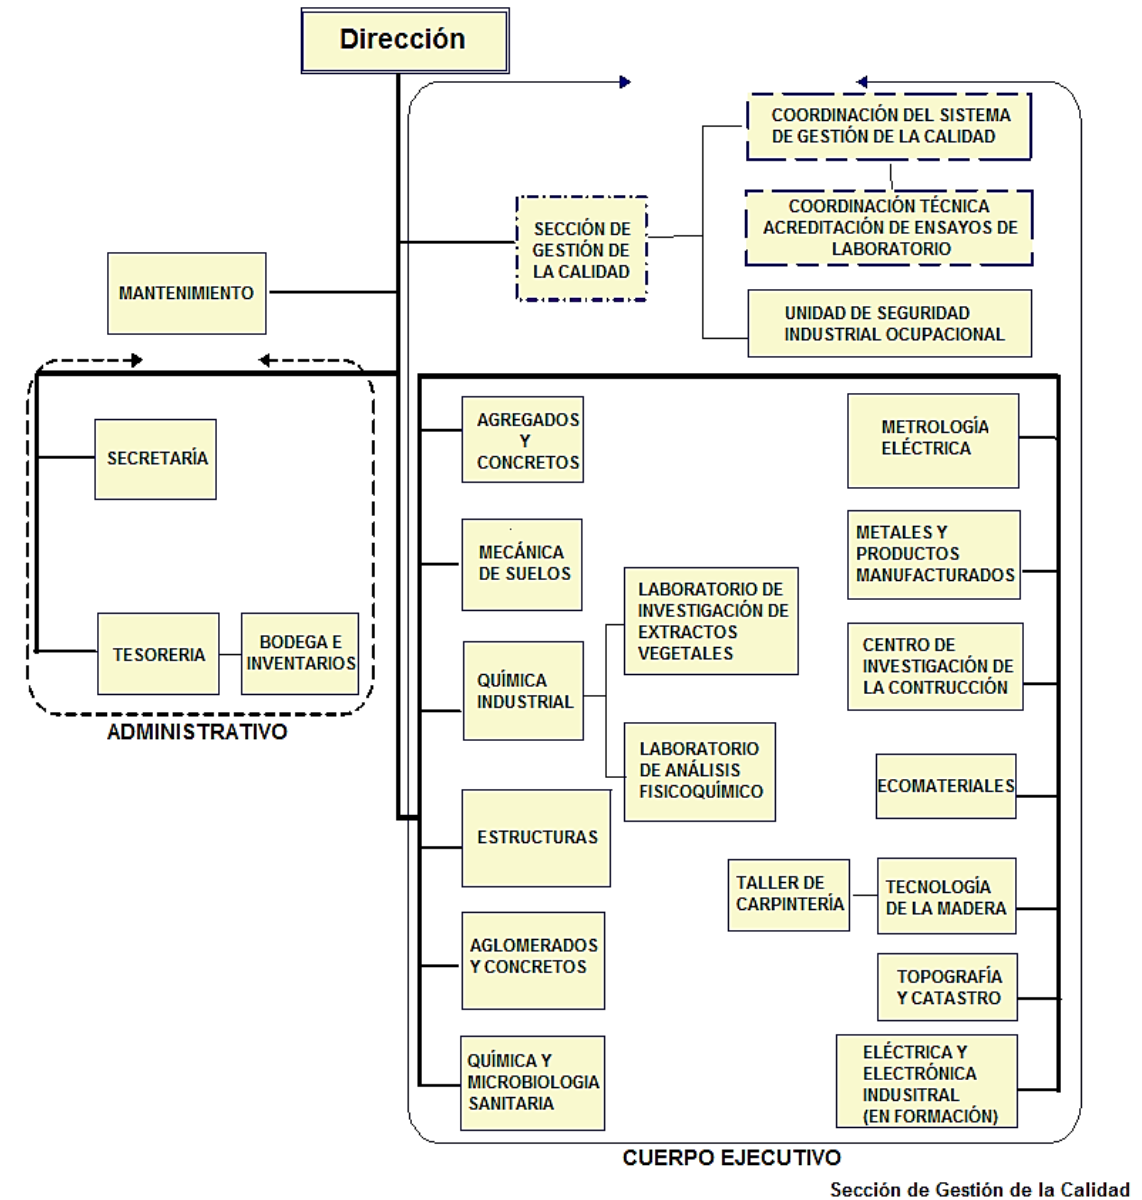 Dirección
COORDINACIÓN DEL SISTEMA
DE GESTIÓN DE LA CALIDAD
COORDINACIÓN TÉCNICA
ACREDITACIÓN DE ENSAYOS DE
LABORATORIO
SECCIÓN DE
GESTIÓN DE
LA CALIDAD
UNIDAD DE SEGURIDAD
INDUSTRIAL OCUPACIONAL
MANTENIMIENTO
SECRETARÍA
TESORERIA
BODEGA E
INVENTARIOS
ADMINISTRATIVO
AGREGADOS
Y
CONCRETOS
MECÁNICA
DE SUELOS
QUÍMICA
INDUSTRIAL
LABORATORIO DE
INVESTIGACIÓN DE
EXTRACTOS
VEGETALES
LABORATORIO
DE ANÁLISIS
FISICOQUÍMICO
ESTRUCTURAS
AGLOMERADOS
Y CONCRETOS
QUÍMICA Y
MICROBIOLOGIA
SANITARIA
METROLOGÍA
ELÉCTRICA
METALES Y
PRODUCTOS
MANUFACTURADOS
CENTRO DE
INVESTIGACIÓN DE
LA CONTRUCCIÓN
ECOMATERIALES
TALLER DE
CARPINTERÍA
TECNOLOGÍA
DE LA MADERA
TOPOGRAFÍA
Y CATASTRO
ELÉCTRICA Y
ELECTRÓNICA
INDUSITRAL
(EN FORMACIÓN)
CUERPO EJECUTIVO
Sección de Gestión de la Calidad